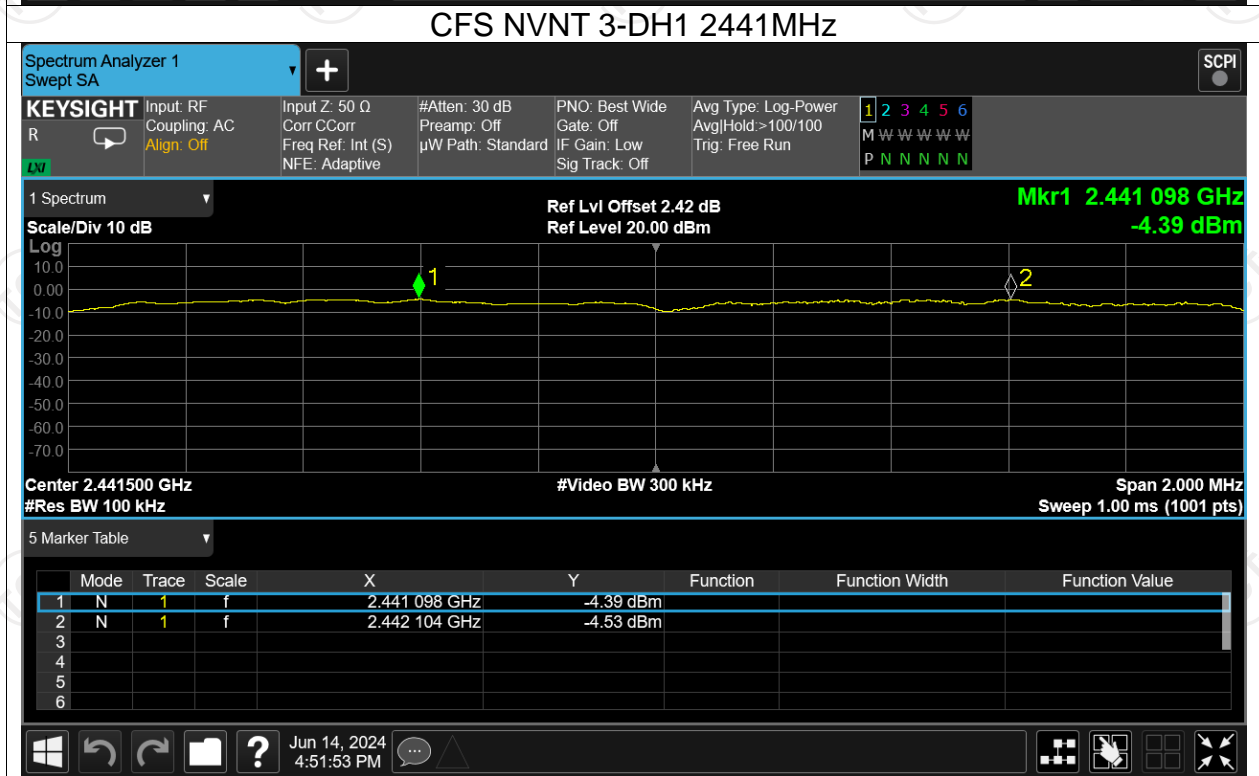 CFS NVNT 3-DH1 2441MHz
Spectrum Analyzer 1
Swept SA
SCPI
KEYSIGHT Input: RF Input Z: 50 Ω #Atten: 30 dB PNO: Best Wide Avg Type: Log-Power 1 2 3 4 5 6
R Coupling: AC Corr CCorr Preamp: Off Gate: Off Avg|Hold:>100/100 M W W W W W
Align: Off Freq Ref: Int (S) µW Path: Standard IF Gain: Low Trig: Free Run P N N N N N
LXI NFE: Adaptive Sig Track: Off
1 Spectrum Ref Lvl Offset 2.42 dB Mkr1 2.441 098 GHz
Scale/Div 10 dB Ref Level 20.00 dBm -4.39 dBm
Log
10.0
0.00
-10.0
-20.0
-30.0
-40.0
-50.0
-60.0
-70.0
1
2
Center 2.441500 GHz #Video BW 300 kHz Span 2.000 MHz
#Res BW 100 kHz Sweep 1.00 ms (1001 pts)
5 Marker Table
Mode Trace Scale X Y Function Function Width Function Value
1 N 1 f 2.441 098 GHz -4.39 dBm
2 N 1 f 2.442 104 GHz -4.53 dBm
3
4
5
6
? Jun 14, 2024
4:51:53 PM